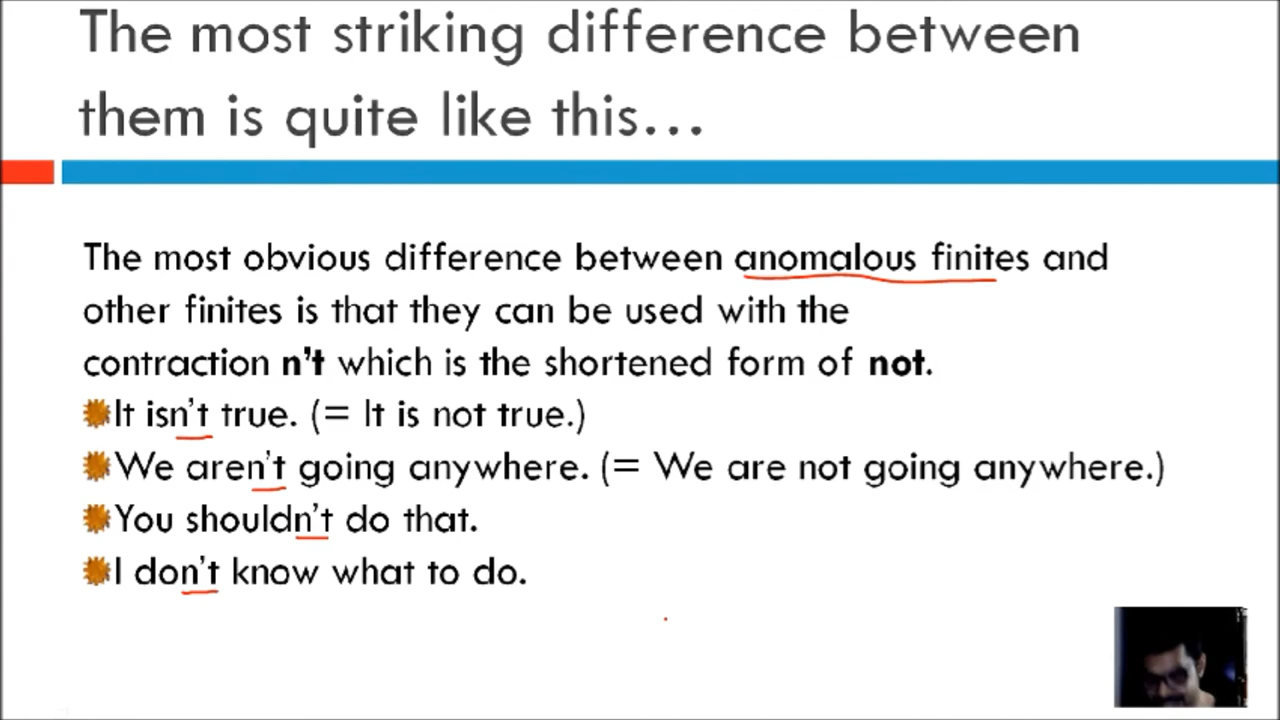 The most striking difference between
them is quite like this...
The most obvious difference between anomalous finites and
other finites is that they can be used with the
contraction n't which is the shortened form of not.
It isn't true. (= It is not true.)
We aren't going anywhere. (= We are not going anywhere.)
You shouldn't do that.
I don't know what to do.